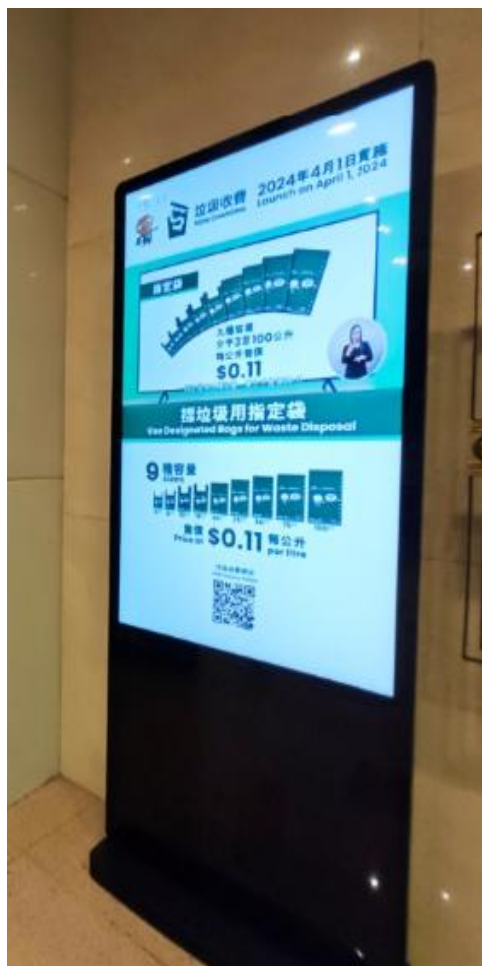 垃圾收費
2024年4月1日實施
Launch on April 1, 2024
指定袋
九種容量
介乎3至100公升
每公升售價
$0.11
掉垃圾用指定袋
Use Designated Bags for Waste Disposal
9 種容量
售價 $0.11 每公升
Price at per litre